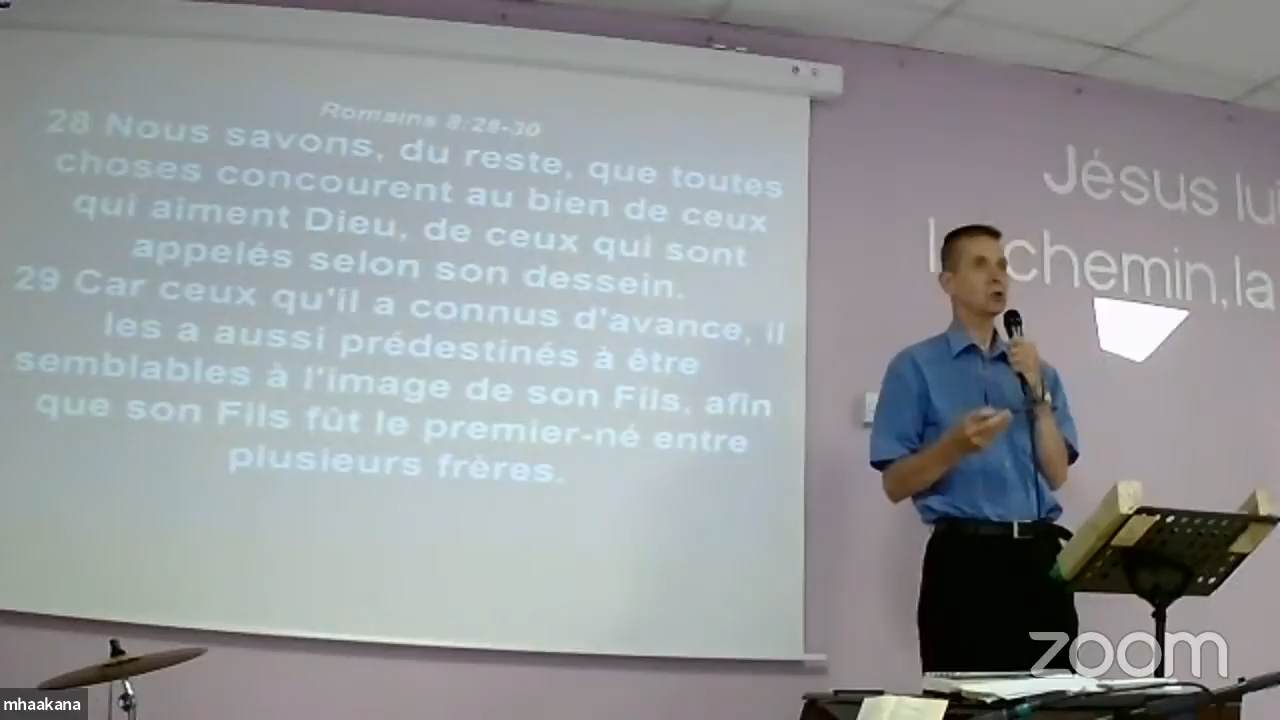 Romains 8:28-30
28 Nous savons, du reste, que toutes
choses concourent au bien de ceux
qui aiment Dieu, de ceux qui sont
appelés selon son dessein.
29 Car ceux qu'il a connus d'avance, il
les a aussi prédestinés à être
semblables à l'image de son Fils, afin
que son Fils fût le premier-né entre
plusieurs frères.
Jésus lu
chemin, la
zoom
mhaakana